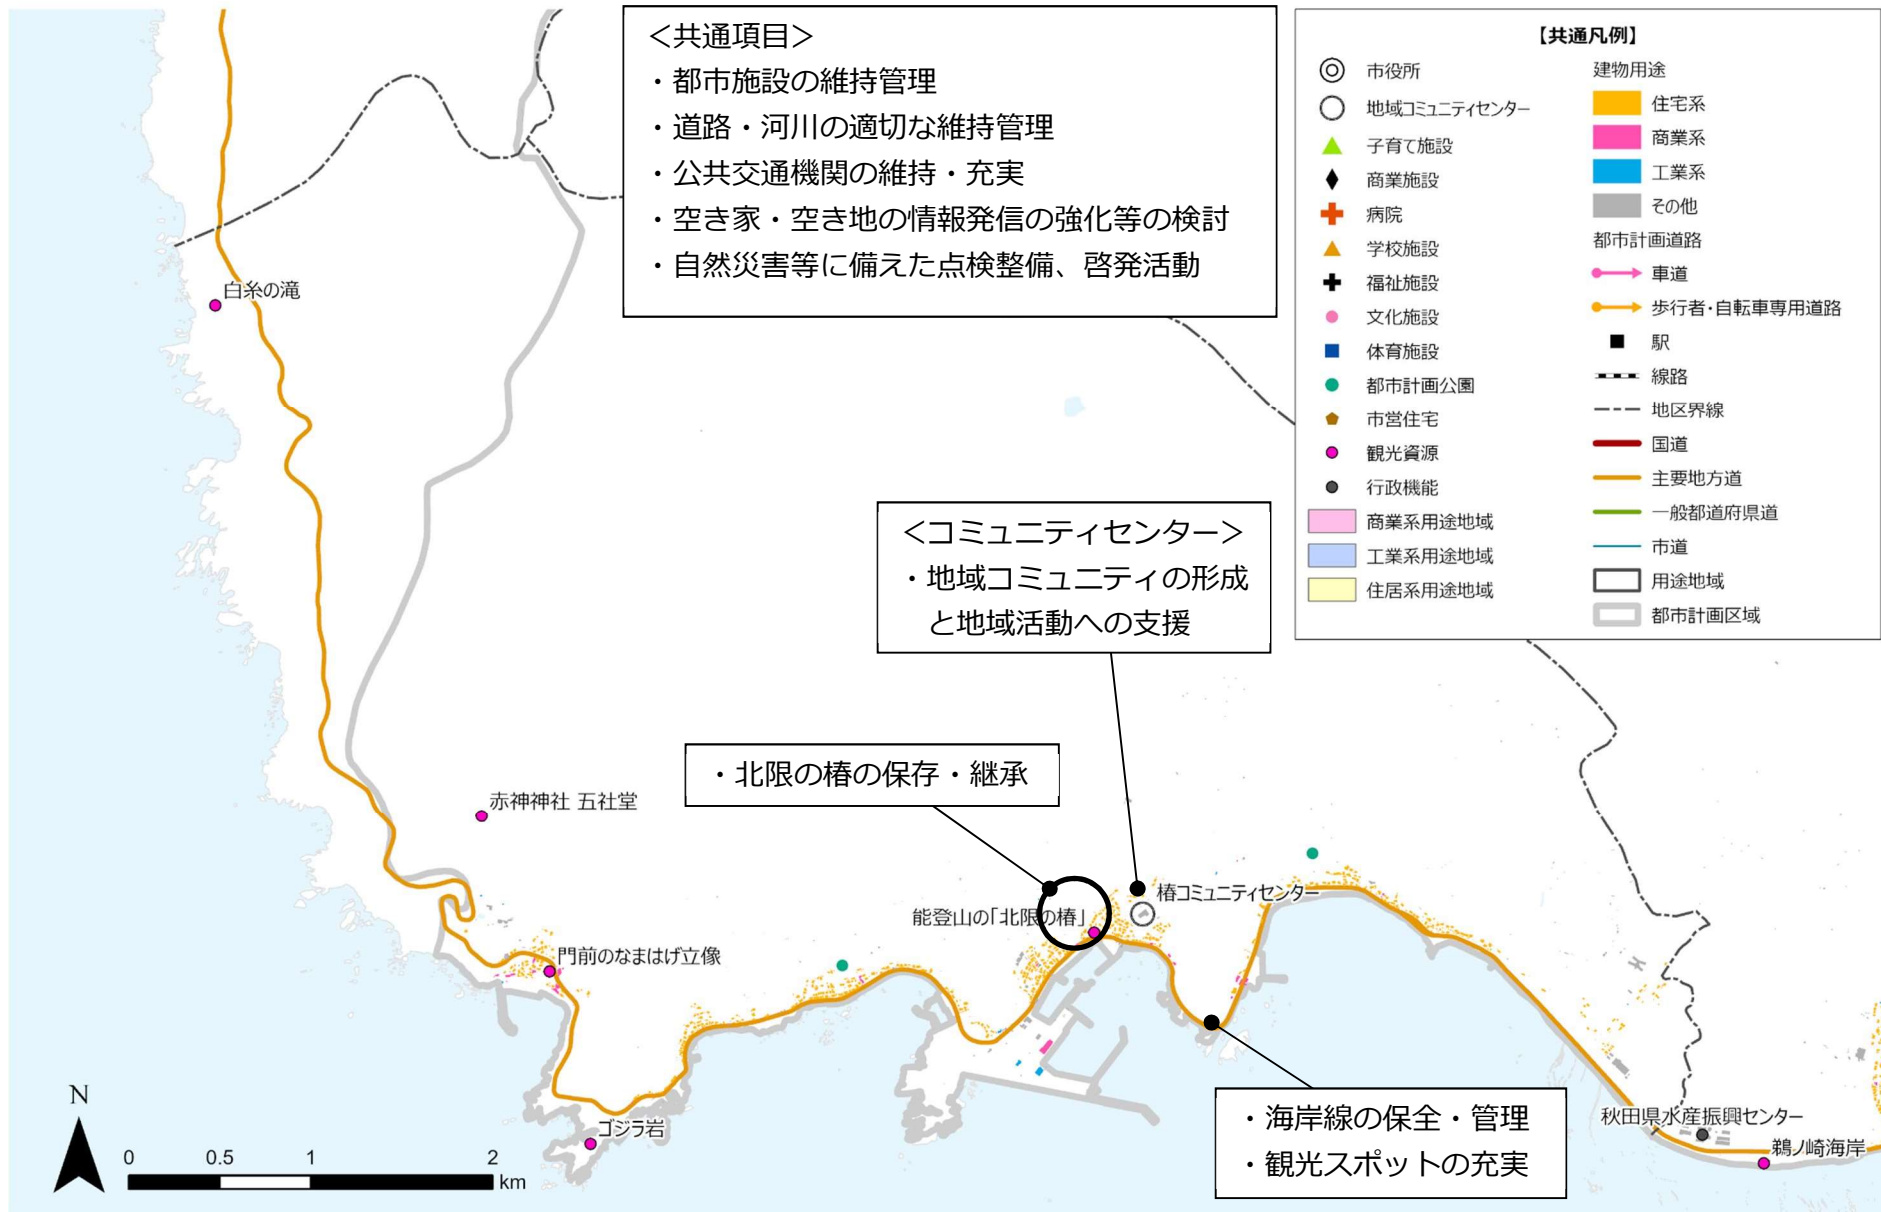 ＜共通項目＞
・都市施設の維持管理
・道路・河川の適切な維持管理
・公共交通機関の維持・充実
・空き家・空き地の情報発信の強化等の検討
・自然災害等に備えた点検整備、啓発活動
【共通凡例】
市役所
地域コミュニティセンター
子育て施設
商業施設
病院
学校施設
福祉施設
文化施設
体育施設
都市計画公園
市営住宅
観光資源
行政機能
商業系用途地域
工業系用途地域
住居系用途地域
建物用途
住宅系
商業系
工業系
その他
都市計画道路
車道
歩行者・自転車専用道路
駅
線路
地区界線
国道
主要地方道
一般都道府県道
市道
用途地域
都市計画区域
白糸の滝
＜コミュニティセンター＞
・地域コミュニティの形成
と地域活動への支援
・北限の椿の保存・継承
赤神神社 五社堂
椿コミュニティセンター
能登山の「北限の椿」
門前のなまはげ立像
ゴジラ岩
・海岸線の保全・管理
・観光スポットの充実
秋田県水産振興センター
鵜ノ崎海岸
N
0 0.5 1 2
km